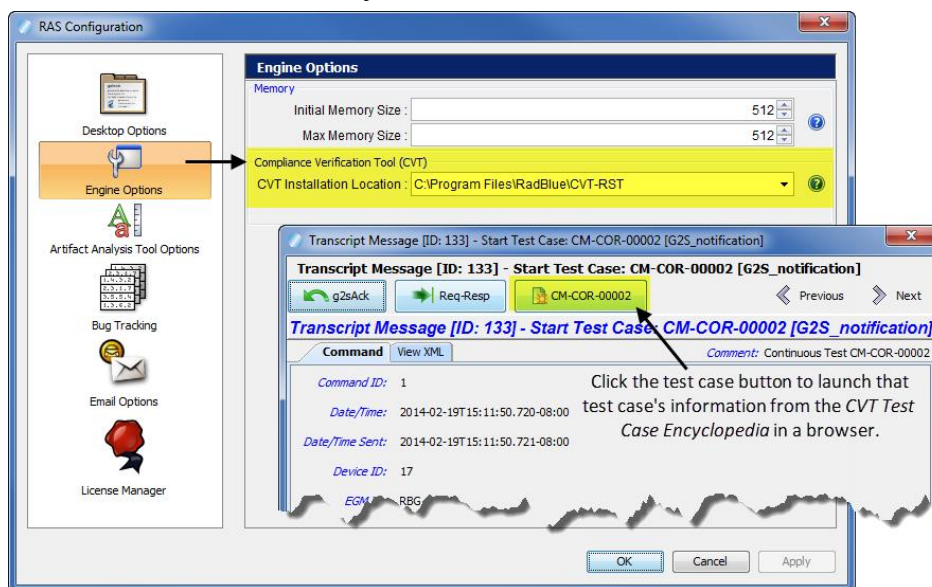 RAS Configuration
Desktop Options
Engine Options
Artifact Analysis Tool Options
Bug Tracking
Email Options
License Manager
Engine Options
Memory
Initial Memory Size : 512
Max Memory Size : 512
Compliance Verification Tool (CVT)
CVT Installation Location : C:\Program Files\RadBlue\CVT-RST
Transcript Message [ID: 133] - Start Test Case: CM-COR-00002 [G2S_notification]
Transcript Message [ID: 133] - Start Test Case: CM-COR-00002 [G2S_notification]
g2sAck Req-Resp CM-COR-00002 Previous Next
Transcript Message [ID: 133] - Start Test Case: CM-COR-00002 [G2S_notification]
Command View XML Comment: Continuous Test CM-COR-00002
Command ID: 1
Date/Time: 2014-02-19T15:11:50.720-08:00
Date/Time Sent: 2014-02-19T15:11:50.721-08:00
Device ID: 17
EGM
Click the test case button to launch that
test case's information from the CVT Test
Case Encyclopedia in a browser.
OK Cancel Apply